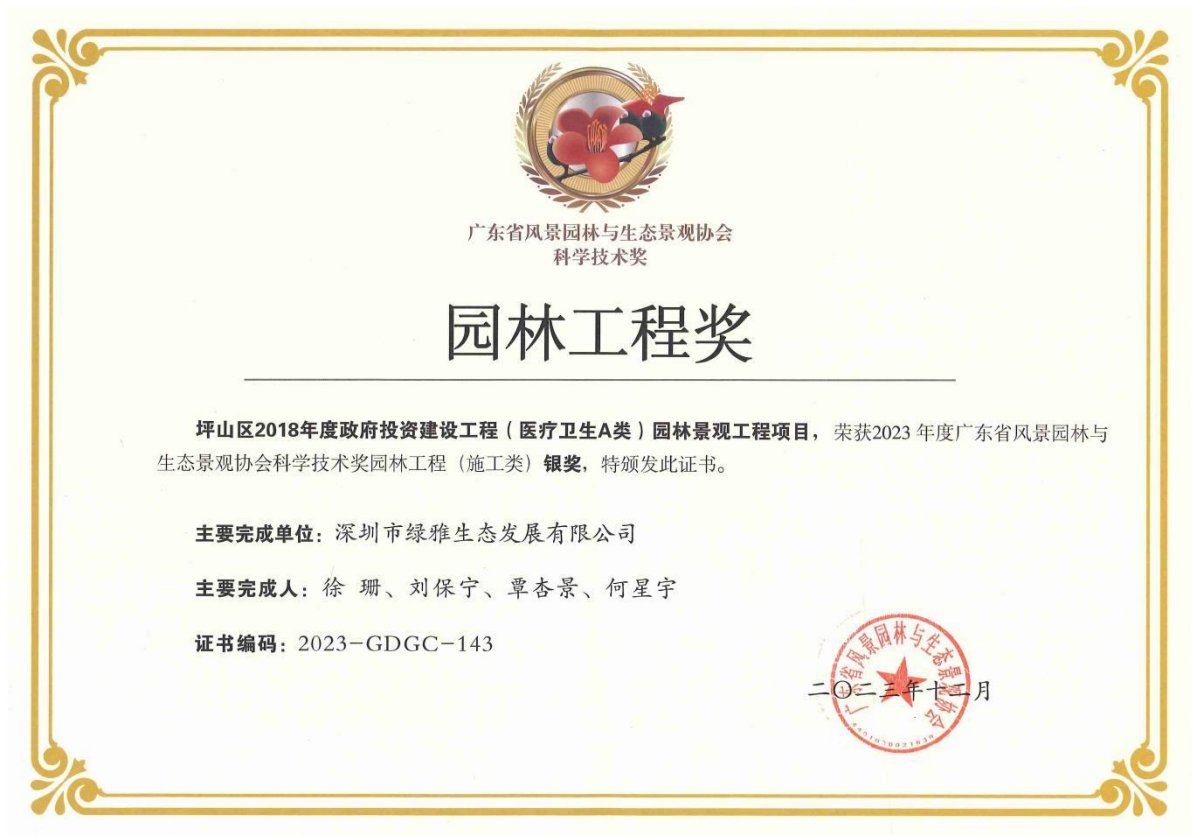 广东省风景园林与生态景观协会
科学技术奖
园林工程奖
坪山区2018年度政府投资建设工程（医疗卫生A类）园林景观工程项目，荣获2023 年度广东省风景园林与
生态景观协会科学技术奖园林工程（施工类）银奖，特颁发此证书。
主要完成单位：深圳市绿雅生态发展有限公司
主要完成人：徐 珊、刘保宁、覃杏景、何星宇
证书编码：2023-GDGC-143
广东省风景园林与生态景观协会
二〇二三年十二月